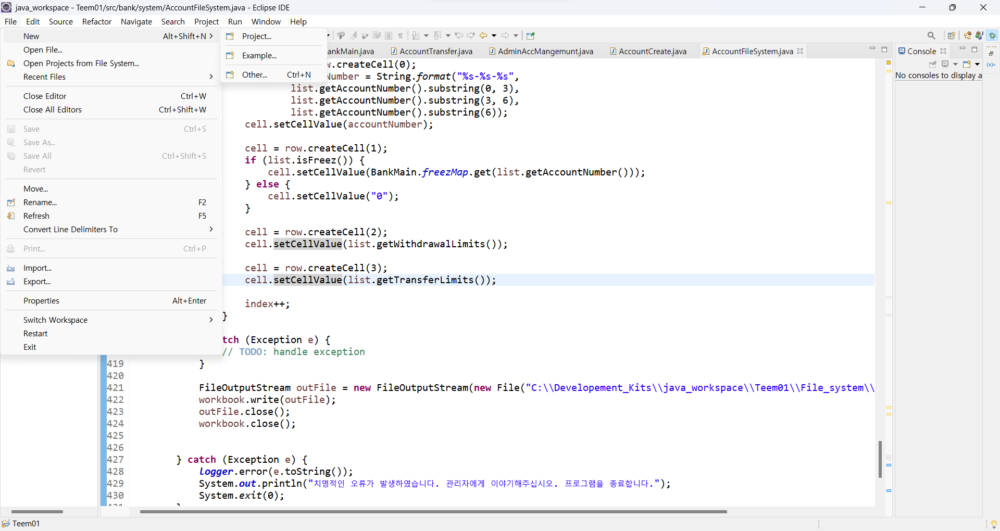 java_workspace - Teem01/src/bank/system/AccountFileSystem.java - Eclipse IDE
File Edit Source Refactor Navigate Search Project Run Window Help
New Alt+Shift+N
Open File...
Open Projects from File System...
Recent Files
Close Editor Ctrl+W
Close All Editors Ctrl+Shift+W
Save Ctrl+S
Save As...
Save All Ctrl+Shift+S
Revert
Move...
Rename... F2
Refresh F5
Convert Line Delimiters To
Print... Ctrl+P
Import...
Export...
Properties Alt+Enter
Switch Workspace
Restart
Exit
Project...
Example...
Other... Ctrl+N
ankMain.java AccountTransfer.java AdminAccMangemunt.java AccountCreate.java AccountFileSystem.java
Console
No consoles to display a
.createCell(0);
Number = String.format("%s-%s-%s",
list.getAccountNumber().substring(0, 3),
list.getAccountNumber().substring(3, 6),
list.getAccountNumber().substring(6));
cell.setCellValue(accountNumber);
cell = row.createCell(1);
if (list.isFreez()) {
cell.setCellValue(BankMain.freezMap.get(list.getAccountNumber()));
} else {
cell.setCellValue("0");
}
cell = row.createCell(2);
cell.setCellValue(list.getWithdrawalLimits());
cell = row.createCell(3);
cell.setCellValue(list.getTransferLimits());
index++;
}
tch (Exception e) {
// TODO: handle exception
419 }
420
421 FileOutputStream outFile = new FileOutputStream(new File("C:\\Developement_Kits\\java_workspace\\Teem01\\File_system\\
422 workbook.write(outFile);
423 outFile.close();
424 workbook.close();
425
426
427 } catch (Exception e) {
428 logger.error(e.toString());
429 System.out.println("치명적인 오류가 발생하였습니다. 관리자에게 이야기해주십시오. 프로그램을 종료합니다.");
430 System.exit(0);
Teem01